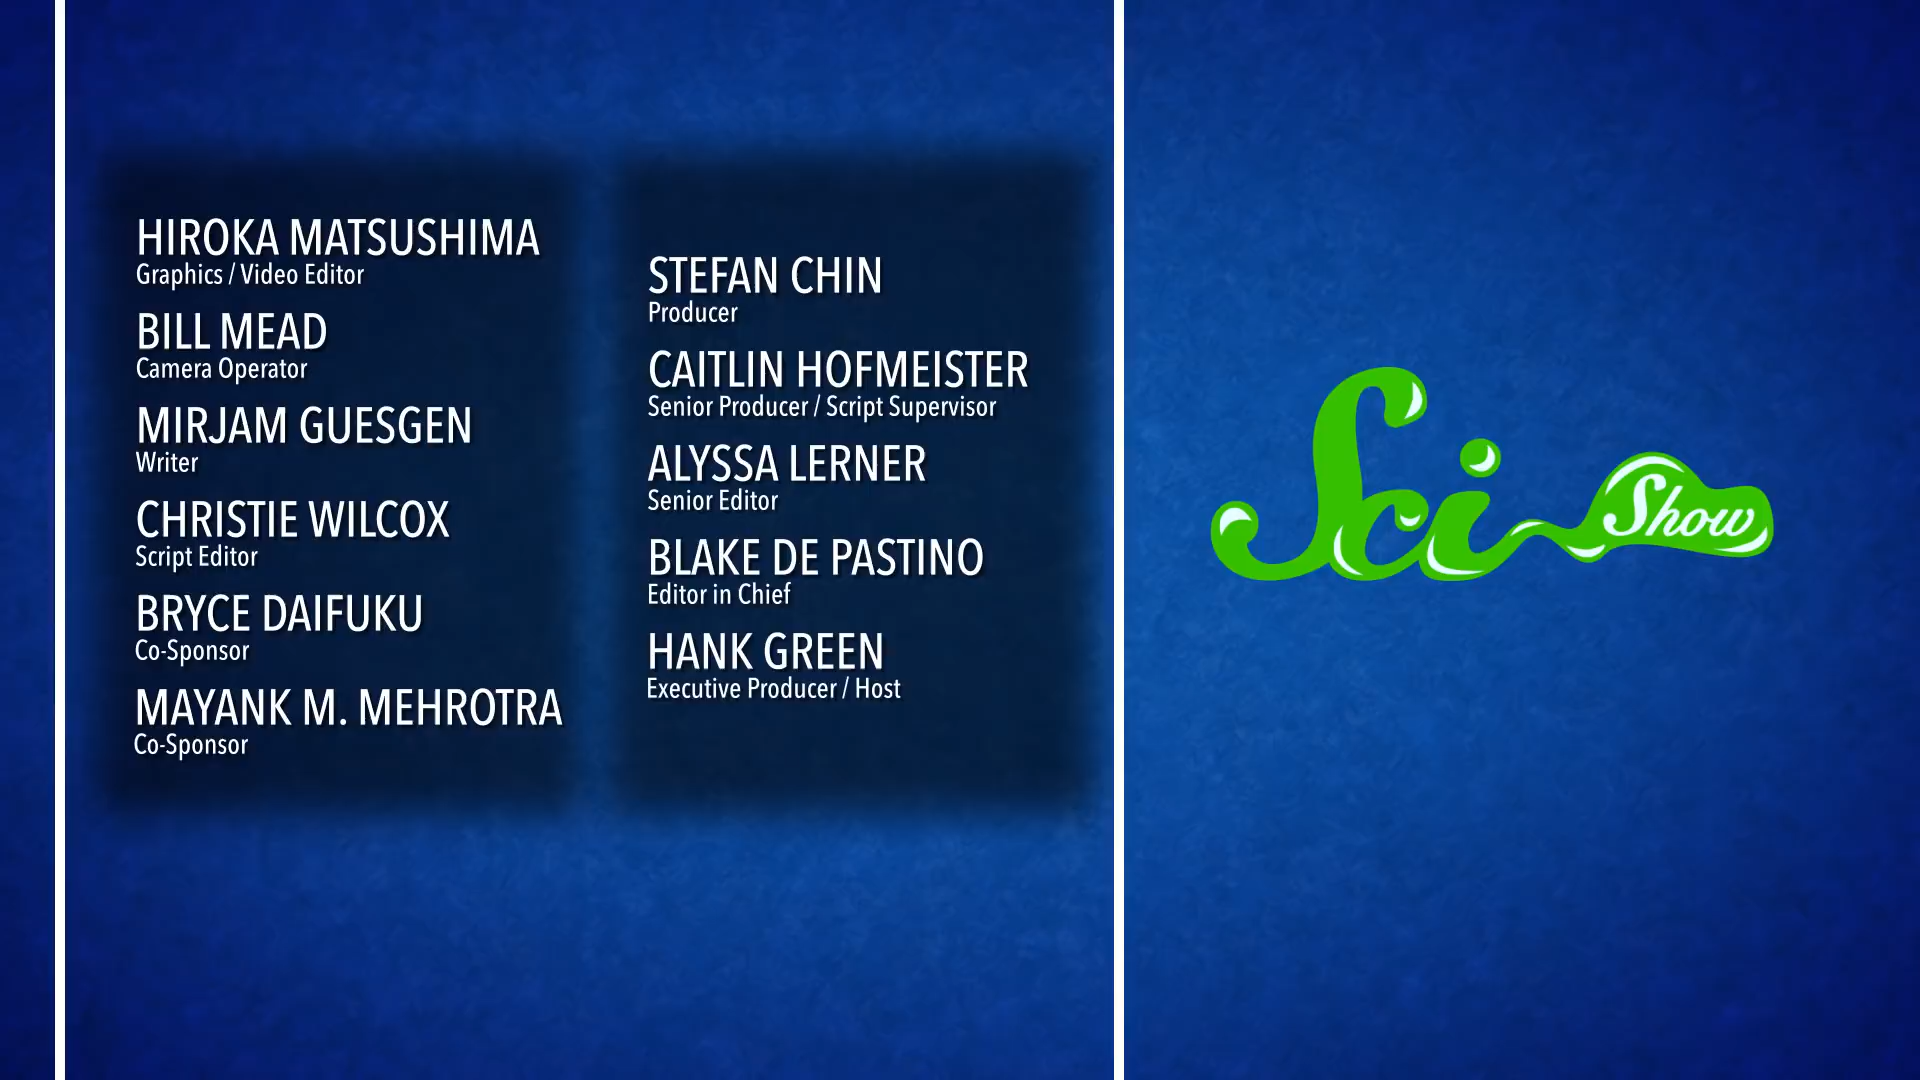 HIROKA MATSUSHIMA
Graphics / Video Editor
BILL MEAD
Camera Operator
MIRJAM GUESGEN
Writer
CHRISTIE WILCOX
Script Editor
BRYCE DAIFUKU
Co-Sponsor
MAYANK M. MEHROTRA
Co-Sponsor
STEFAN CHIN
Producer
CAITLIN HOFMEISTER
Senior Producer / Script Supervisor
ALYSSA LERNER
Senior Editor
BLAKE DE PASTINO
Editor in Chief
HANK GREEN
Executive Producer / Host
Sci Show